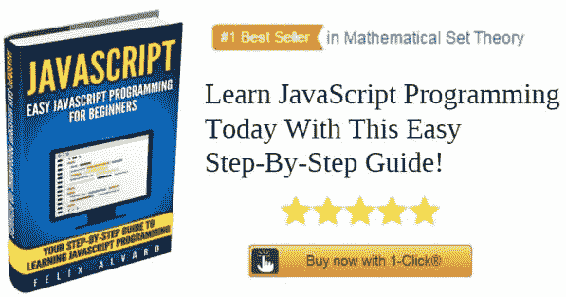 JAVASCRIPT
EASY JAVASCRIPT PROGRAMMING
FOR BEGINNERS
YOUR STEP-BY-STEP GUIDE TO
LEARNING JAVASCRIPT PROGRAMMING
FELIX ALVARO
#1 Best Seller in Mathematical Set Theory
Learn JavaScript Programming
Today With This Easy
Step-By-Step Guide!
Buy now with 1-Click®